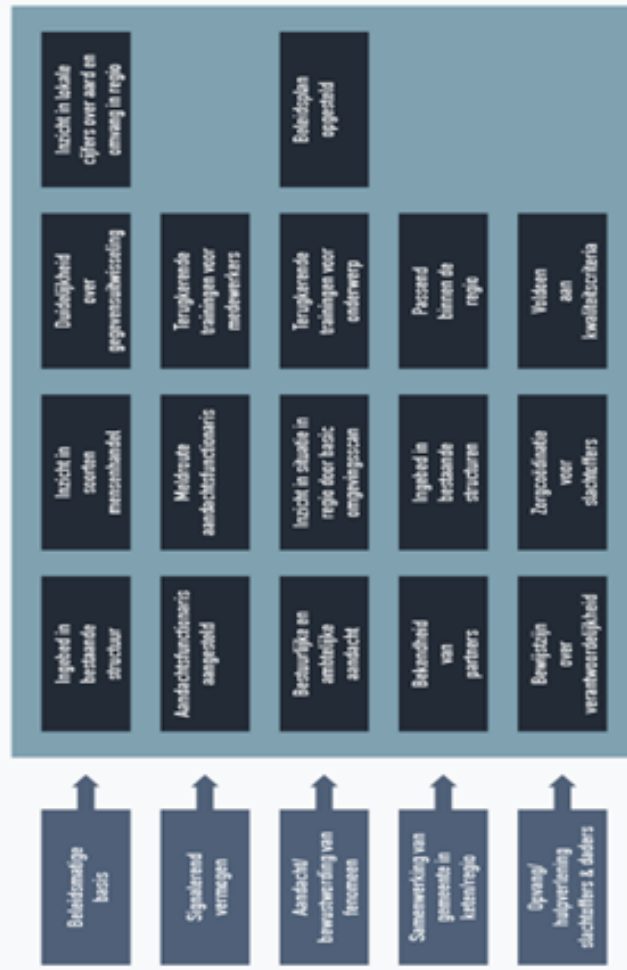 Beleidsmatige
basis
Ingebed in
bestaande
structuur
Inzicht in
soorten
mensenhandel
Duidelijkheid
over
gegevensuitwisseling
Inzicht in lokale
cijfers over aard en
omvang in regio
Signalerend
vermogen
Aandachtsfunctionaris
aangesteld
Meldroute
aandachtsfunctionaris
Terugkerende
trainingen voor
medewerkers
Aandacht/
bewustwording van
fenomeen
Bestuurlijke en
ambtelijke
aandacht
Inzicht in situatie in
regio door basic
omgevingsscan
Terugkerende
trainingen voor
onderwerp
Beleidsplan
opgesteld
Samenwerking van
gemeente in
keten/regio
Bekendheid
van
partners
Ingebed in
bestaande
structuren
Passend
binnen de
regio
Opvang/
hulpverlening
slachtoffers & daders
Bewijstzijn
over
verantwoordelijkheid
Zorgcoödinatie
voor
slachtoffers
Voldoen
aan
kwaliteitscriteria